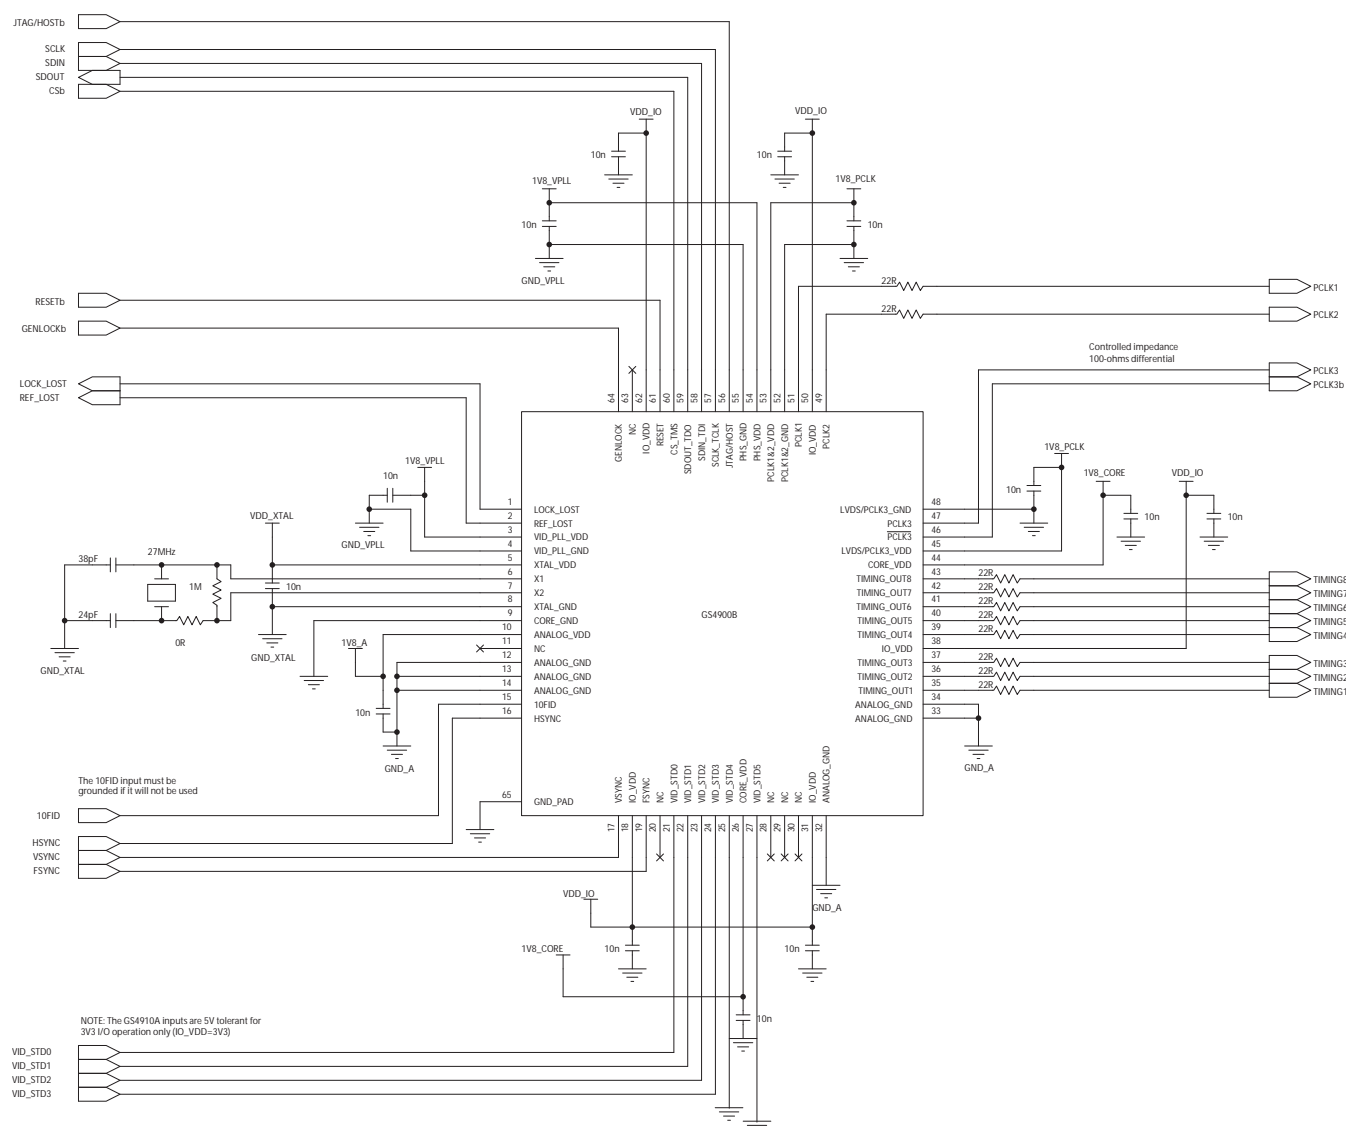 JTAG/HOSTb
SCLK
SDIN
SDOUT
CSb
VDD_IO
VDD_IO
10n
10n
1V8_VPLL
1V8_PCLK
10n
10n
GND_VPLL
22R
PCLK1
RESETb
22R
PCLK2
GENLOCKb
Controlled impedance
100-ohms differential
PCLK3
LOCK_LOST
PCLK3b
REF_LOST
64
63
62
61
60
59
58
57
56
55
54
53
52
51
50
49
GENLOCK
NC
IO_VDD
RESET
CS_TMS
SDOUT_TDO
SDIN_TDI
SCLK_TCLK
JTAG/HOST
PHS_GND
PHS_VDD
PCLK1&2_VDD
PCLK1&2_GND
PCLK1
IO_VDD
PCLK2
1V8_PCLK
1V8_VPLL
10n
1V8_CORE
VDD_IO
10n
10n
10n
VDD_XTAL
GND_VPLL
38pF
27MHz
1M
10n
24pF
0R
GND_XTAL
GND_XTAL
1V8_A
10n
GND_A
1 LOCK_LOST
2 REF_LOST
3 VID_PLL_VDD
4 VID_PLL_GND
5 XTAL_VDD
6 X1
7 X2
8 XTAL_GND
9 CORE_GND
10 ANALOG_VDD
11 NC
12 ANALOG_GND
13 ANALOG_GND
14 ANALOG_GND
15 10FID
16 HSYNC
65 GND_PAD
GS4900B
LVDS/PCLK3_GND 48
PCLK3 47
PCLK3 46
LVDS/PCLK3_VDD 45
CORE_VDD 44
TIMING_OUT8 43 22R TIMING8
TIMING_OUT7 42 22R TIMING7
TIMING_OUT6 41 22R TIMING6
TIMING_OUT5 40 22R TIMING5
TIMING_OUT4 39 22R TIMING4
IO_VDD 38
TIMING_OUT3 37 22R TIMING3
TIMING_OUT2 36 22R TIMING2
TIMING_OUT1 35 22R TIMING1
ANALOG_GND 34
ANALOG_GND 33
GND_A
The 10FID input must be
grounded if it will not be used
10FID
HSYNC
VSYNC
FSYNC
VSYNC
IO_VDD
FSYNC
NC
VID_STD0
VID_STD1
VID_STD2
VID_STD3
VID_STD4
CORE_VDD
VID_STD5
NC
NC
NC
IO_VDD
ANALOG_GND
17
18
19
20
21
22
23
24
25
26
27
28
29
30
31
32
VDD_IO
GND_A
1V8_CORE
10n
10n
10n
NOTE: The GS4910A inputs are 5V tolerant for
3V3 I/O operation only (IO_VDD=3V3)
VID_STD0
VID_STD1
VID_STD2
VID_STD3